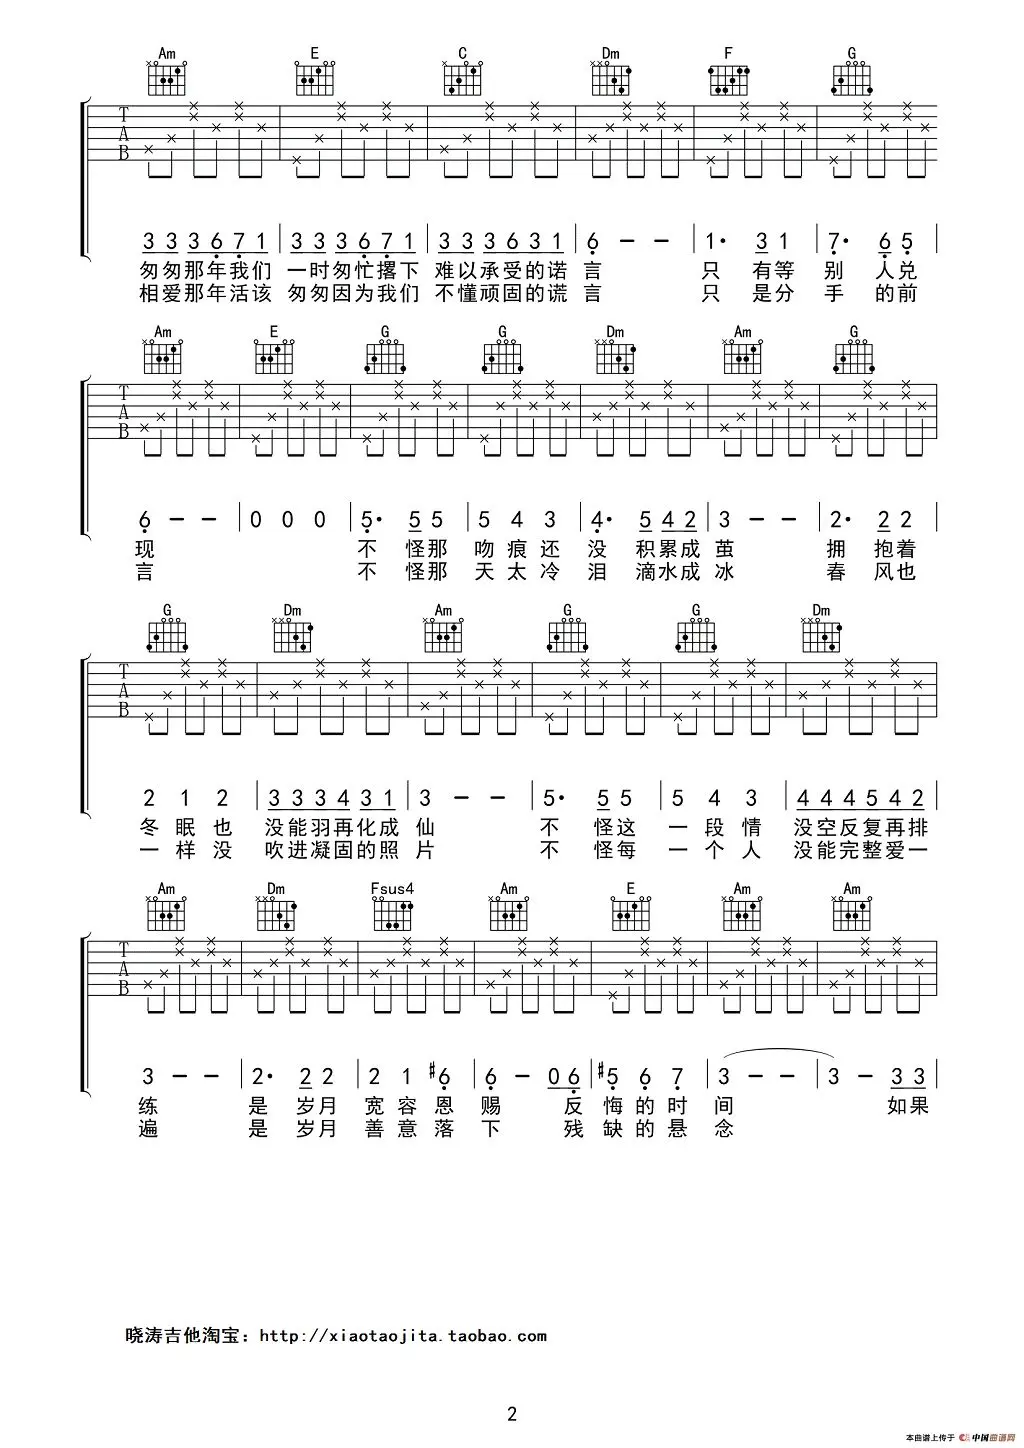 Am E C Dm F G
T A B
3 3 3 6 7 1 | 3 3 3 6 7 1 | 3 3 3 6 3 1 | 6 － － | 1· 3 1 | 7· 6 5
匆匆那年我们 一时匆忙撂下 难以承受的诺 言 只 有等 别 人兑
相爱那年活该 匆匆因为我们 不懂顽固的谎 言 只 是分 手 的前
Am E G G Dm Am G
T A B
6 － － | 0 0 0 | 5· 5 5 | 5 4 3 | 4· 5 4 2 | 3 － － | 2· 2 2 |
现 不 怪那 吻 痕 还 没 积累成 茧 拥 抱着
言 不 怪那 天 太 冷 泪 滴水成 冰 春 风也
G Dm Am G G Dm
T A B
2 1 2 | 3 3 3 4 3 1 | 3 － － | 5· 5 5 | 5 4 3 | 4 4 4 5 4 2 |
冬 眠 也 没能羽再化成 仙 不 怪这 一 段 情 没空反复再排
一 样 没 吹进凝固的照 片 不 怪每 一 个 人 没能完整爱一
Am Dm Fsus4 Am E Am Am
T A B
3 － － | 2· 2 2 | 2 1 #6 | 6 － 0 6 | #5 6 7 | 3 － － | 3 － 3 3 |
练 是 岁月 宽 容 恩 赐 反 悔 的 时 间 如果
遍 是 岁月 善 意 落 下 残 缺 的 悬 念
晓涛吉他淘宝：http://xiaotaojita.taobao.com
2
本曲谱上传于 中国曲谱网